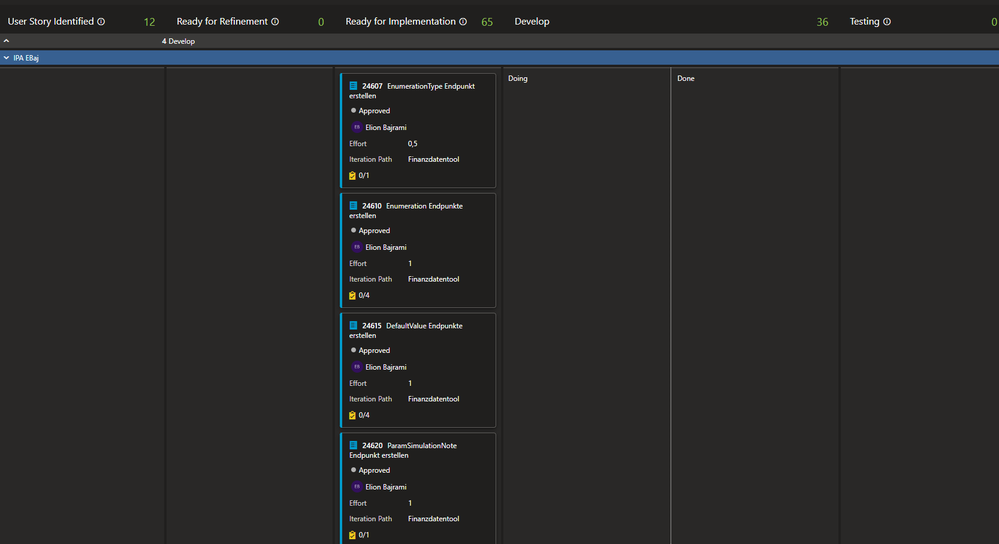 User Story Identified 12 Ready for Refinement 0 Ready for Implementation 65 Develop 36 Testing 0
4 Develop
IPA EBaj
Doing Done
24607 EnumerationType Endpunkt
erstellen
Approved
EB Elion Bajrami
Effort 0,5
Iteration Path Finanzdatentool
0/1
24610 Enumeration Endpunkte
erstellen
Approved
EB Elion Bajrami
Effort 1
Iteration Path Finanzdatentool
0/4
24615 DefaultValue Endpunkte
erstellen
Approved
EB Elion Bajrami
Effort 1
Iteration Path Finanzdatentool
0/4
24620 ParamSimulationNote
Endpunkt erstellen
Approved
EB Elion Bajrami
Effort 1
Iteration Path Finanzdatentool
0/1